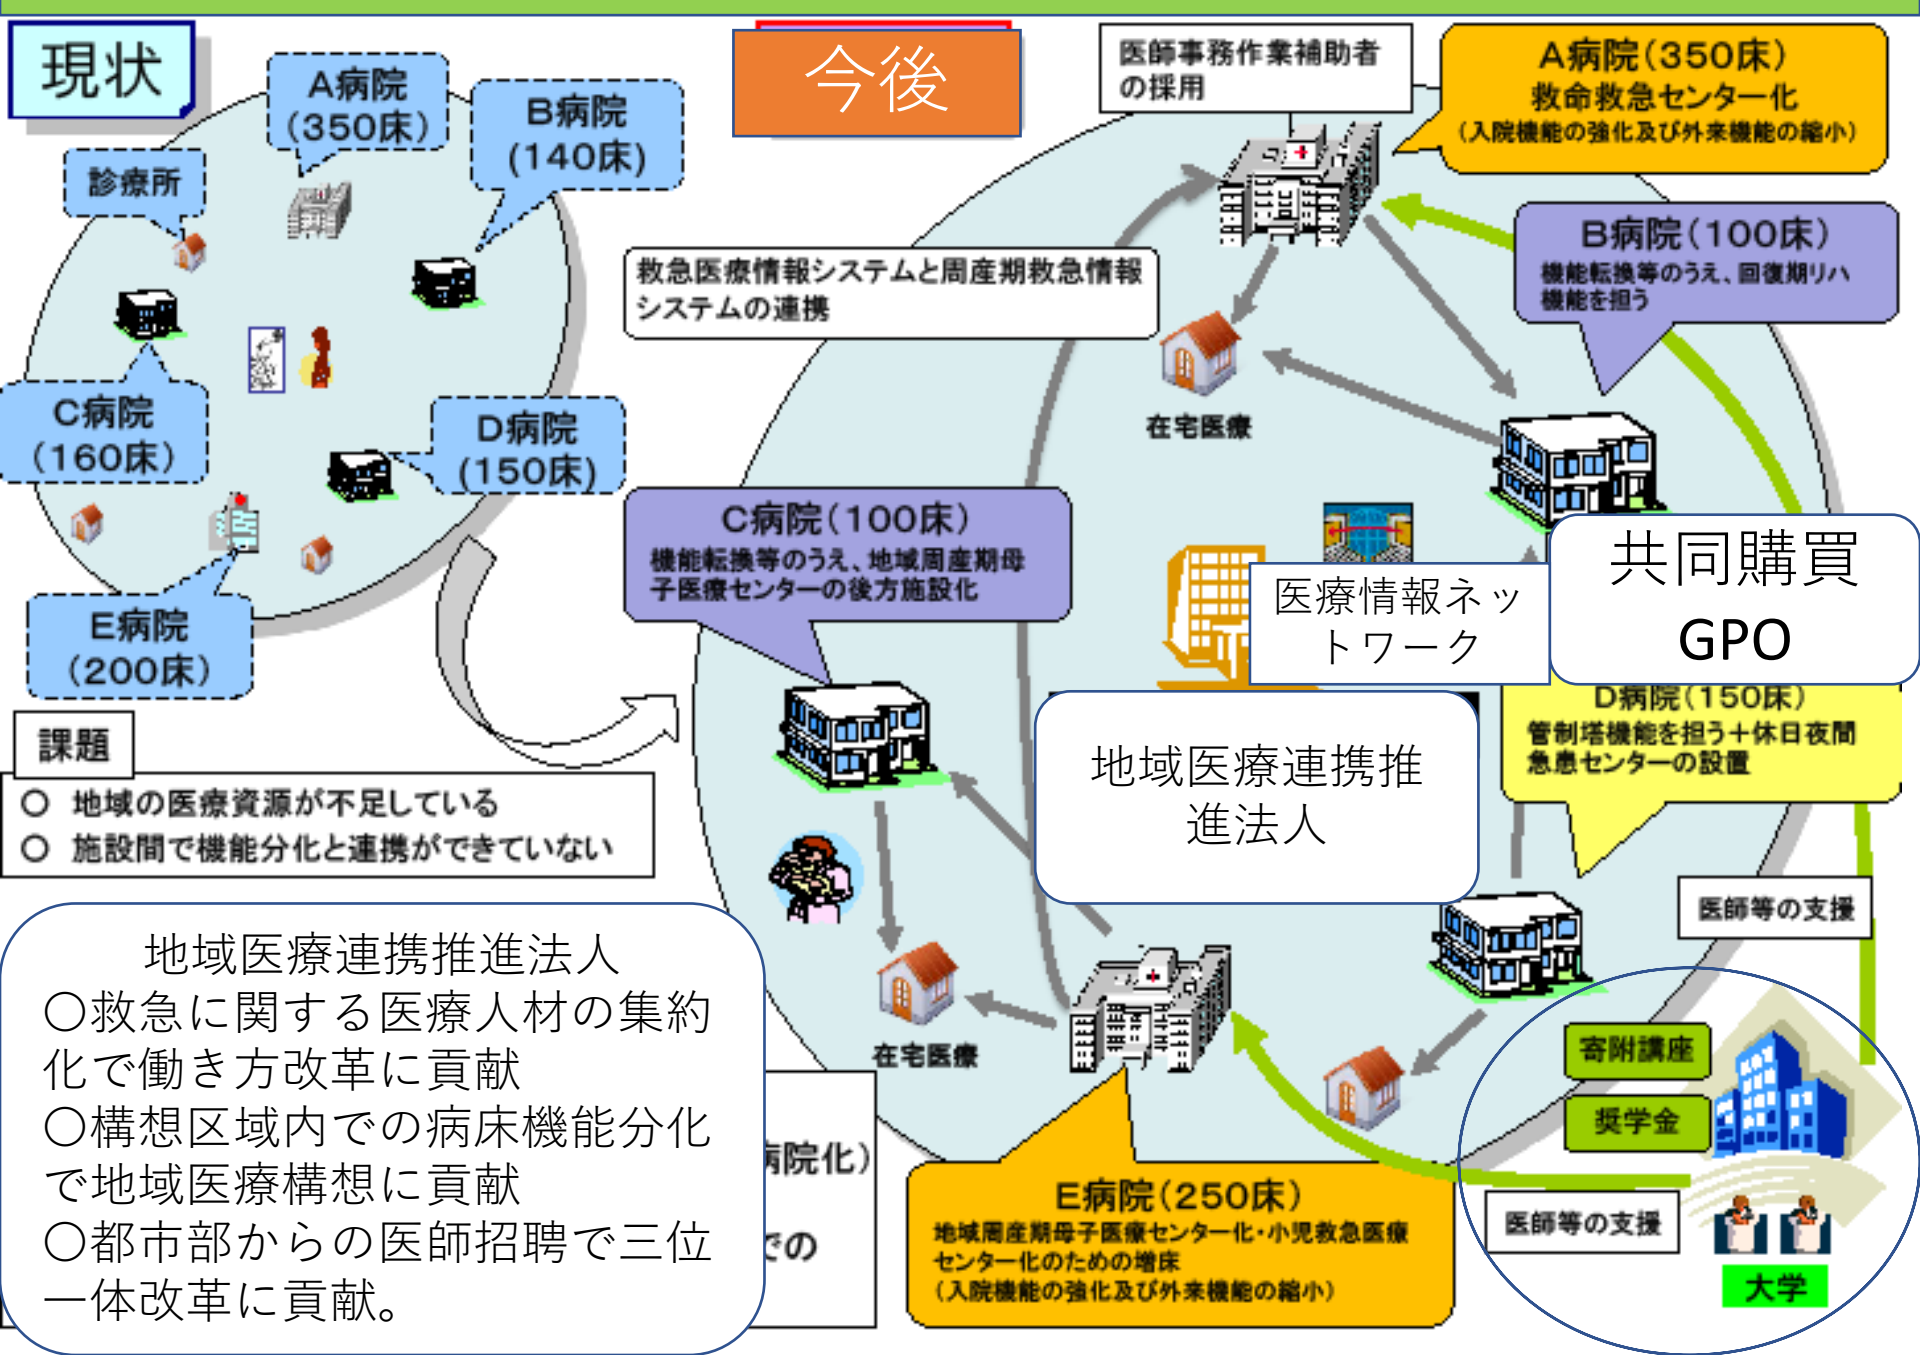 現状
今後
A病院
(350床)
B病院
(140床)
診療所
C病院
(160床)
D病院
(150床)
E病院
(200床)
課題
○ 地域の医療資源が不足している
○ 施設間で機能分化と連携ができていない
地域医療連携推進法人
○救急に関する医療人材の集約
化で働き方改革に貢献
○構想区域内での病床機能分化
で地域医療構想に貢献
○都市部からの医師招聘で三位
一体改革に貢献。
病院化)
での
医師事務作業補助者
の採用
A病院(350床)
救命救急センター化
(入院機能の強化及び外来機能の縮小)
救急医療情報システムと周産期救急情報
システムの連携
B病院(100床)
機能転換等のうえ、回復期リハ
機能を担う
在宅医療
C病院(100床)
機能転換等のうえ、地域周産期母
子医療センターの後方施設化
医療情報ネッ
トワーク
共同購買
GPO
地域医療連携推
進法人
D病院(150床)
管制塔機能を担う+休日夜間
急患センターの設置
医師等の支援
在宅医療
E病院(250床)
地域周産期母子医療センター化・小児救急医療
センター化のための増床
(入院機能の強化及び外来機能の縮小)
寄附講座
奨学金
医師等の支援
大学